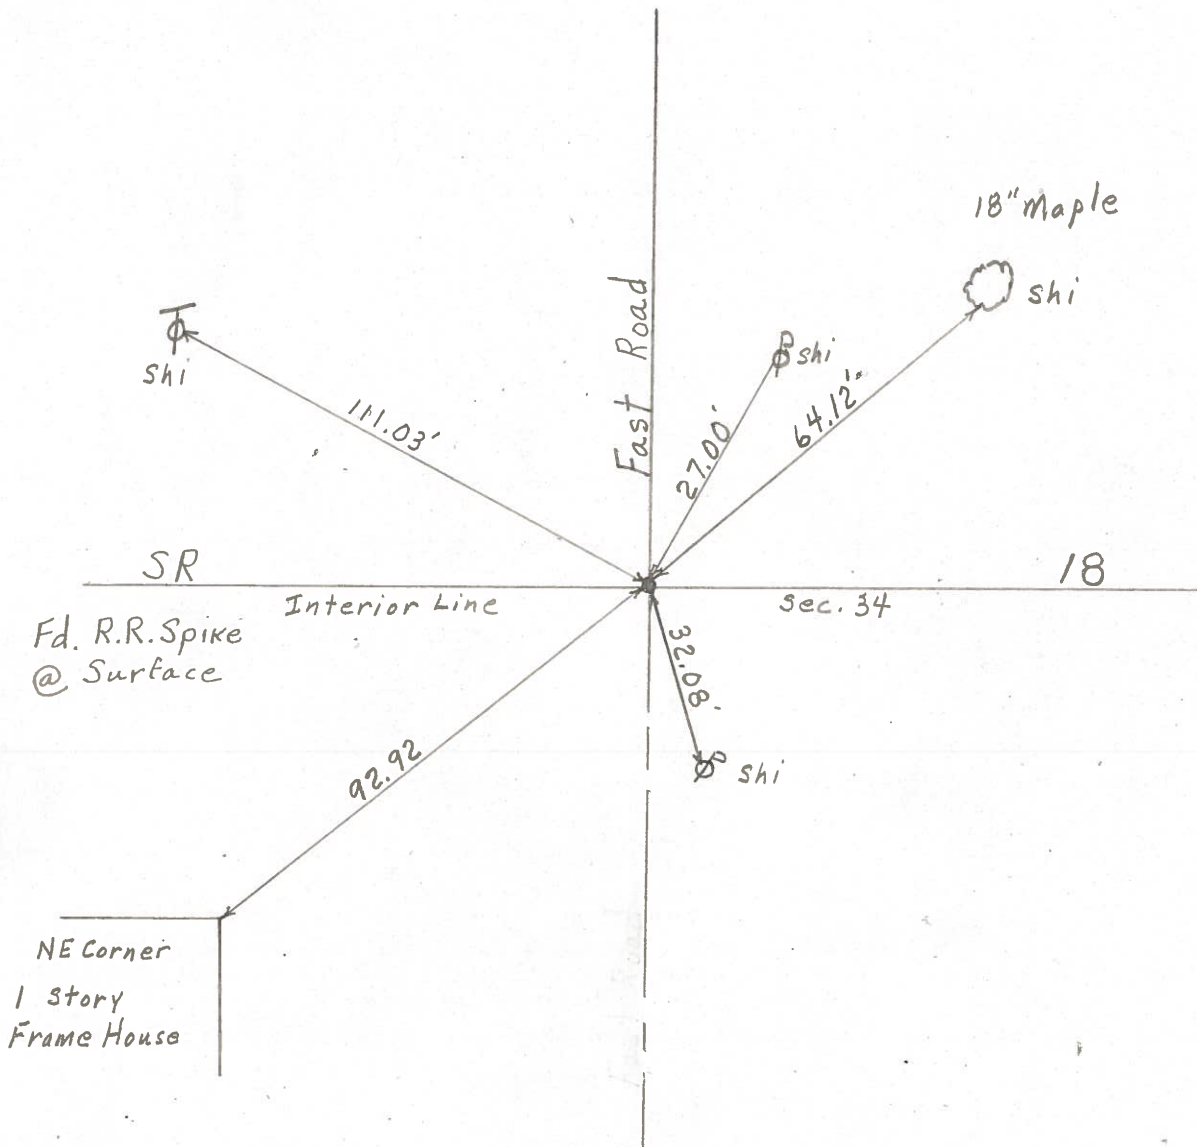 18" Maple
shi
shi
shi
Fast Road
111.03'
27.00'
64.12'
SR
18
Interior Line
Sec. 34
Fd. R.R. Spike
@ Surface
32.08'
shi
92.92
NE Corner
1 Story
Frame House